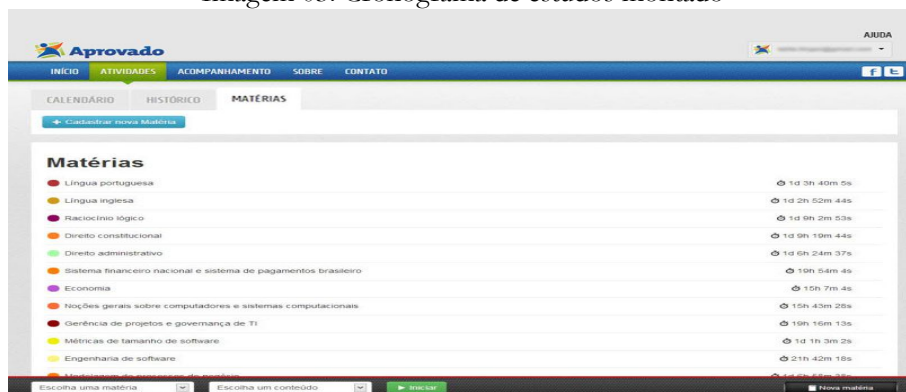 Imagem 03: Cronograma de estudos montado
AJUDA
Aprovado
INÍCIO ATIVIDADES ACOMPANHAMENTO SOBRE CONTATO
CALENDÁRIO HISTÓRICO MATÉRIAS
+ Cadastrar nova Matéria
Matérias
Língua portuguesa 1d 3h 40m 5s
Língua inglesa 1d 2h 52m 44s
Raciocínio lógico 1d 9h 2m 53s
Direito constitucional 1d 9h 19m 44s
Direito administrativo 1d 6h 24m 37s
Sistema financeiro nacional e sistema de pagamentos brasileiro 19h 54m 4s
Economia 15h 7m 4s
Noções gerais sobre computadores e sistemas computacionais 15h 43m 28s
Gerência de projetos e governança de TI 19h 16m 13s
Métricas de tamanho de software 1d 1h 3m 2s
Engenharia de software 21h 42m 18s
Escolha uma matéria Escolha um conteúdo Iniciar Nova matéria